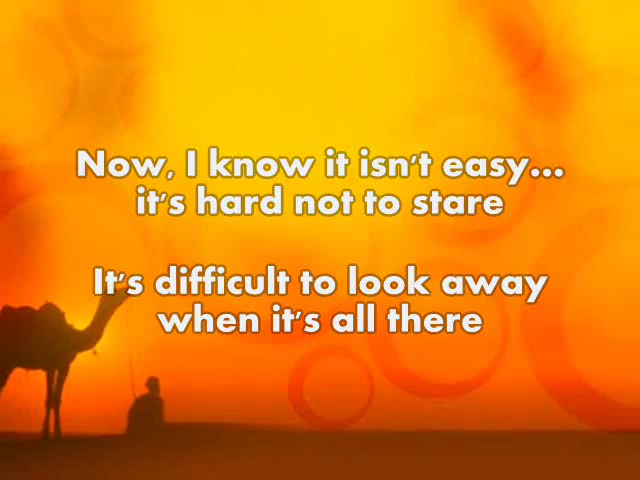 Now, I know it isn't easy...
it's hard not to stare
It's difficult to look away
when it's all there